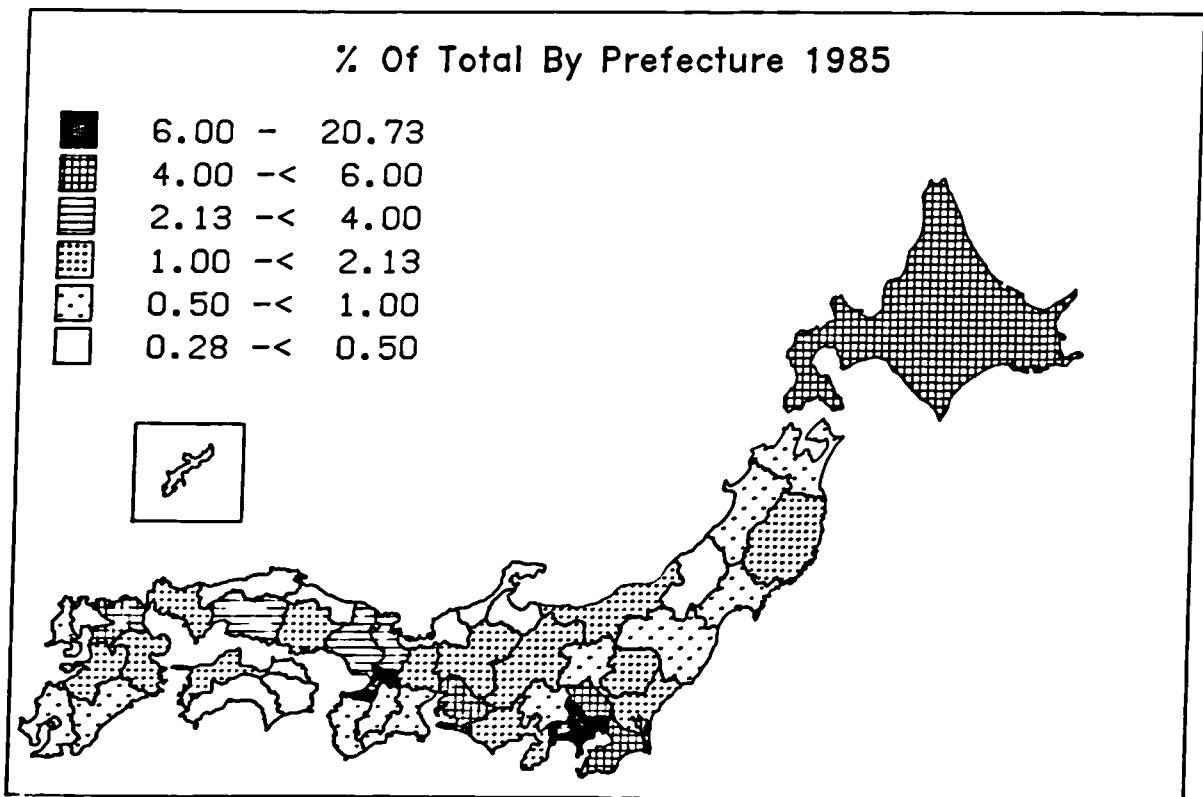 % Of Total By Prefecture 1985
6.00 - 20.73
4.00 -< 6.00
2.13 -< 4.00
1.00 -< 2.13
0.50 -< 1.00
0.28 -< 0.50